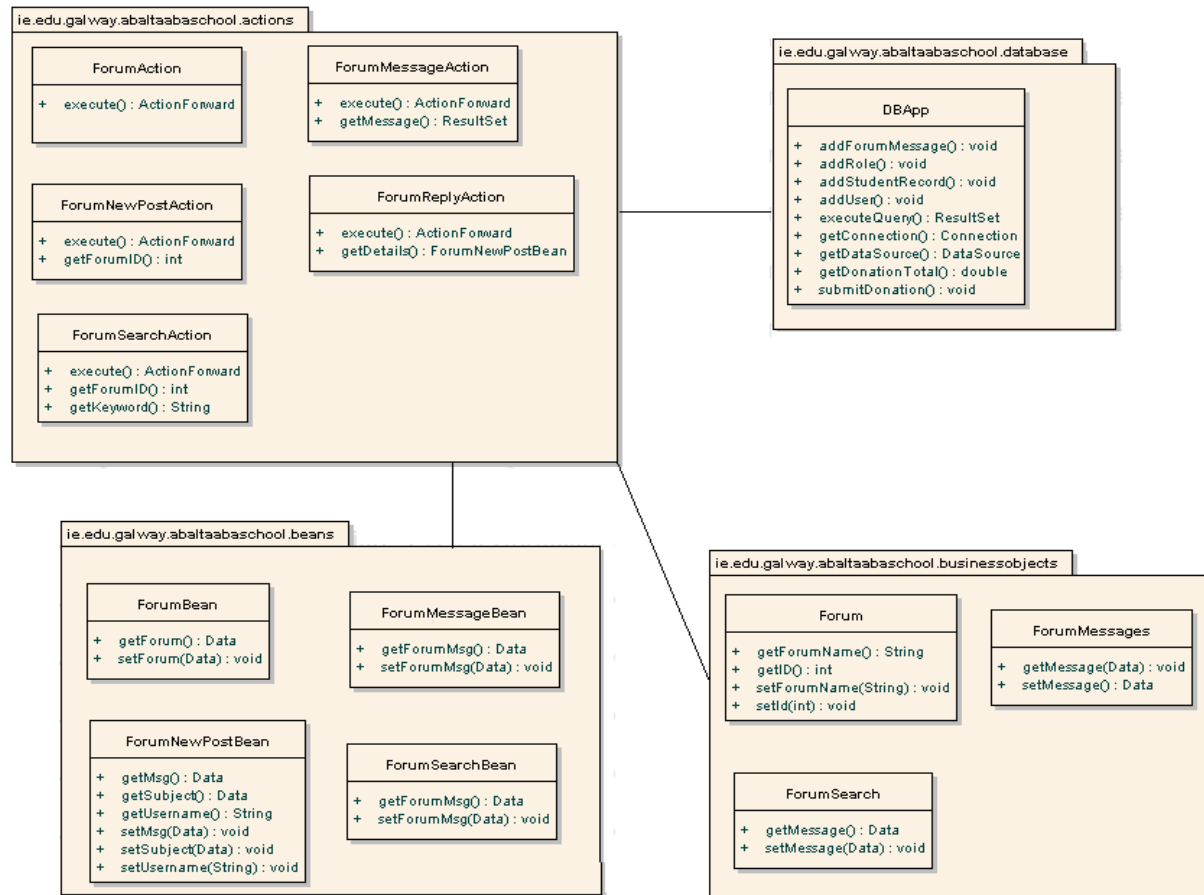 ie.edu.galway.abaltaabaschool.actions
ForumAction
+ execute() : ActionForward
ForumMessageAction
+ execute() : ActionForward
+ getMessage() : ResultSet
ForumNewPostAction
+ execute() : ActionForward
+ getForumID() : int
ForumReplyAction
+ execute() : ActionForward
+ getDetails() : ForumNewPostBean
ForumSearchAction
+ execute() : ActionForward
+ getForumID() : int
+ getKeyword() : String
ie.edu.galway.abaltaabaschool.database
DBApp
+ addForumMessage() : void
+ addRole() : void
+ addStudentRecord() : void
+ addUser() : void
+ executeQuery() : ResultSet
+ getConnection() : Connection
+ getDataSource() : DataSource
+ getDonationTotal() : double
+ submitDonation() : void
ie.edu.galway.abaltaabaschool.beans
ForumBean
+ getForum() : Data
+ setForum(Data) : void
ForumMessageBean
+ getForumMsg() : Data
+ setForumMsg(Data) : void
ForumNewPostBean
+ getMsg() : Data
+ getSubject() : Data
+ getUsername() : String
+ setMsg(Data) : void
+ setSubject(Data) : void
+ setUsername(String) : void
ForumSearchBean
+ getForumMsg() : Data
+ setForumMsg(Data) : void
ie.edu.galway.abaltaabaschool.businessobjects
Forum
+ getForumName() : String
+ getID() : int
+ setForumName(String) : void
+ setId(int) : void
ForumMessages
+ getMessage(Data) : void
+ setMessage() : Data
ForumSearch
+ getMessage() : Data
+ setMessage(Data) : void